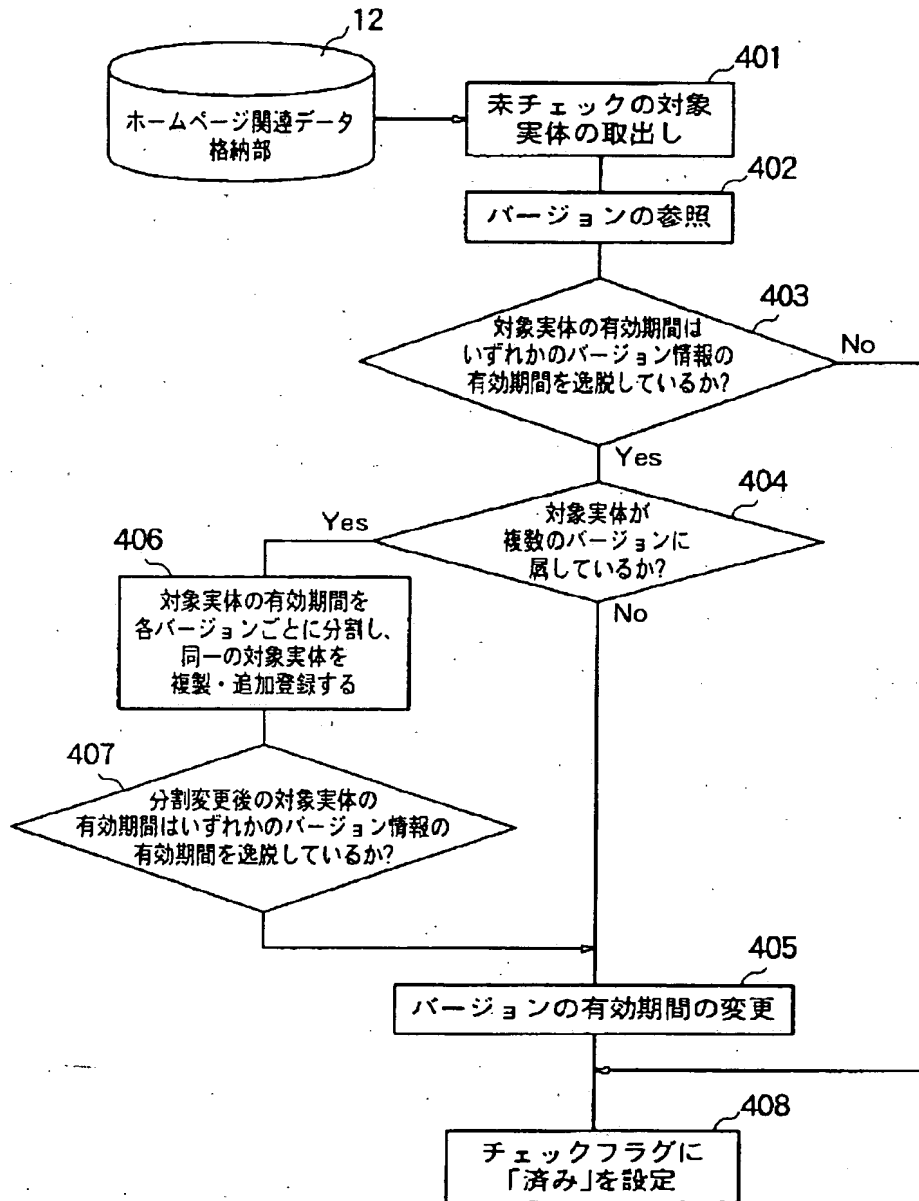 12
ホームページ関連データ
格納部
401
未チェックの対象
実体の取出し
402
バージョンの参照
403
対象実体の有効期間は
いずれかのバージョン情報の
有効期間を逸脱しているか?
No
Yes
404
対象実体が
複数のバージョンに
属しているか?
Yes
No
406
対象実体の有効期間を
各バージョンごとに分割し、
同一の対象実体を
複製・追加登録する
407
分割変更後の対象実体の
有効期間はいずれかのバージョン情報の
有効期間を逸脱しているか?
405
バージョンの有効期間の変更
408
チェックフラグに
「済み」を設定